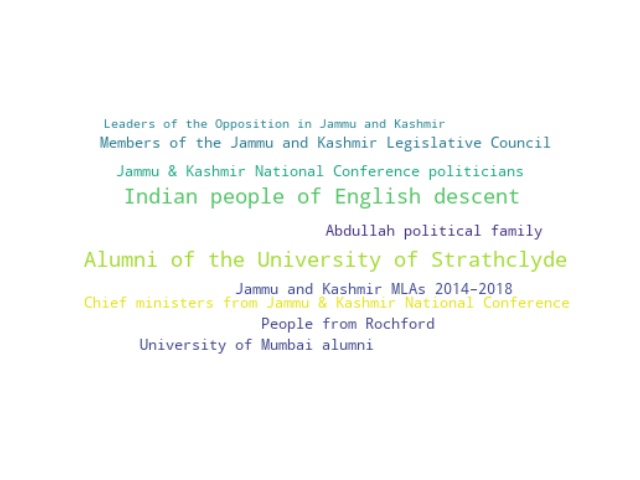 Leaders of the Opposition in Jammu and Kashmir
Members of the Jammu and Kashmir Legislative Council
Jammu & Kashmir National Conference politicians
Indian people of English descent
Abdullah political family
Alumni of the University of Strathclyde
Jammu and Kashmir MLAs 2014–2018
Chief ministers from Jammu & Kashmir National Conference
People from Rochford
University of Mumbai alumni